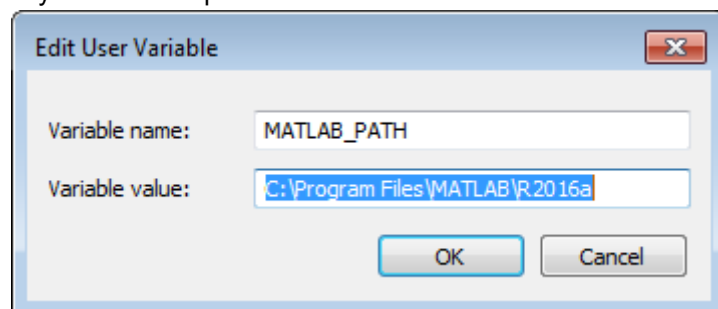 Edit User Variable
Variable name: MATLAB_PATH
Variable value: C:\Program Files\MATLAB\R2016a
OK Cancel